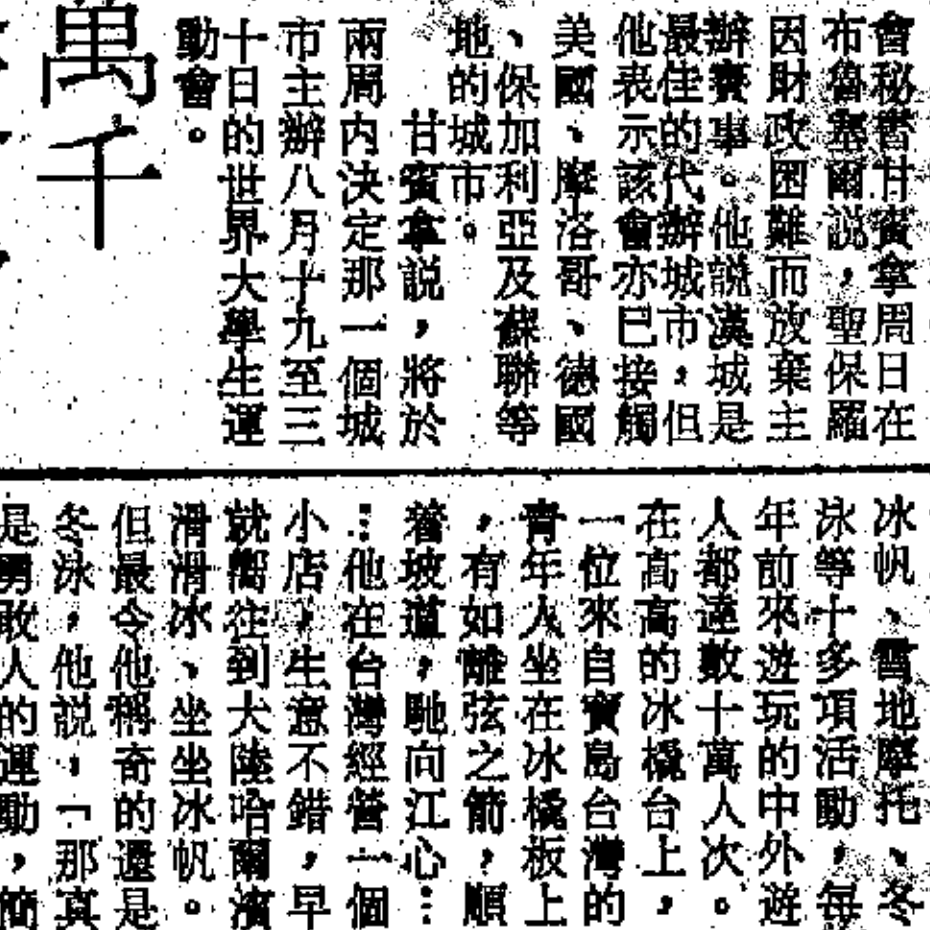 會秘書甘賓拿周日在
布魯塞爾説，聖保羅
因財政困難而放棄主
辦賽事。他説漢城是
最佳的代辦城市，但
他表示該會亦已接觸
美國、摩洛哥、德國
、保加利亞及蘇聯等
地的城市。
甘賓拿説，將於
兩周内決定那一個城
市主辦八月十九至三
十日的世界大學生運
動會。
萬千
冰帆、雪地摩托、冬
泳等十多項活動，每
年前來遊玩的中外遊
人都達數十萬人次。
在高高的冰橇台上，
一位來自寶島台灣的
青年人坐在冰橇板上
，有如離弦之箭，順
着坡道，馳向江心…
…他在台灣經營一個
小店，生意不錯，早
就嚮往到大陸哈爾濱
滑滑冰、坐坐冰帆。
但最令他稱奇的還是
冬泳，他説：「那真
是勇敢人的運動，簡